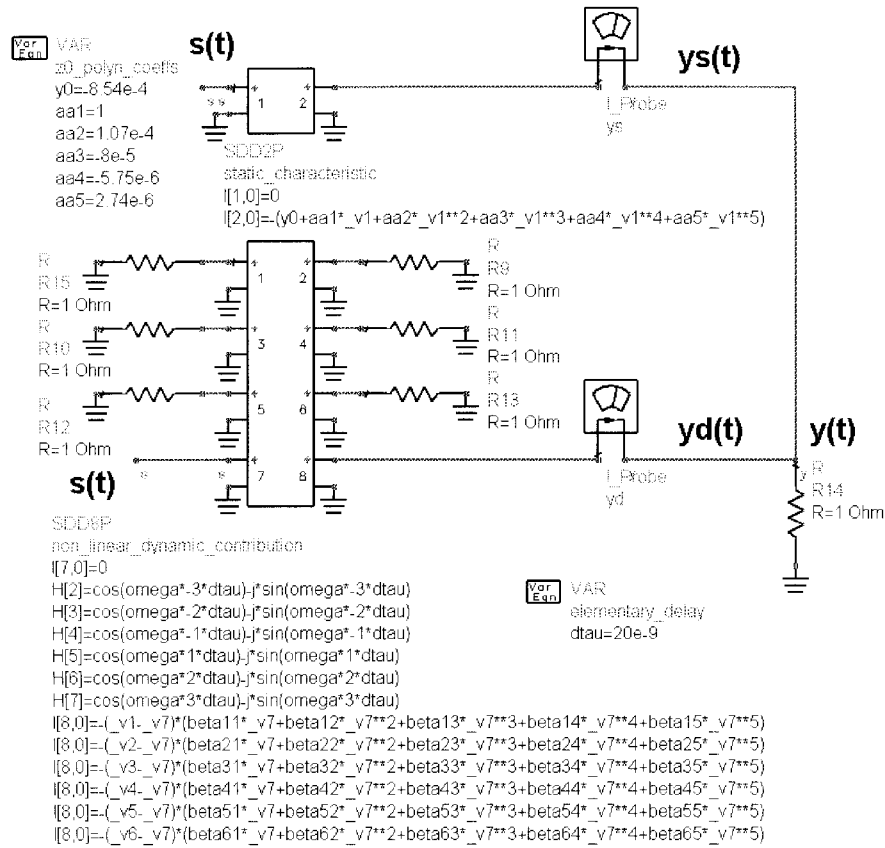 Var Eqn VAR
z0_polyn_coeffs
y0=-8.54e-4
aa1=1
aa2=1.07e-4
aa3=-8e-5
aa4=-5.75e-6
aa5=2.74e-6
s(t)
s s
1 2
SDD2P
static_characteristic
I[1,0]=0
I[2,0]=-(y0+aa1*_v1+aa2*_v1**2+aa3*_v1**3+aa4*_v1**4+aa5*_v1**5)
ys(t)
I_Probe
ys
R
R15
R=1 Ohm
R
R10
R=1 Ohm
R
R12
R=1 Ohm
1 2
3 4
5 6
7 8
R
R9
R=1 Ohm
R
R11
R=1 Ohm
R
R13
R=1 Ohm
s s
s(t)
yd(t)
I_Probe
yd
y(t)
y
R
R14
R=1 Ohm
SDD8P
non_linear_dynamic_contribution
I[7,0]=0
H[2]=cos(omega*-3*dtau)-j*sin(omega*-3*dtau)
H[3]=cos(omega*-2*dtau)-j*sin(omega*-2*dtau)
H[4]=cos(omega*-1*dtau)-j*sin(omega*-1*dtau)
H[5]=cos(omega*1*dtau)-j*sin(omega*1*dtau)
H[6]=cos(omega*2*dtau)-j*sin(omega*2*dtau)
H[7]=cos(omega*3*dtau)-j*sin(omega*3*dtau)
I[8,0]=-(_v1-_v7)*(beta11*_v7+beta12*_v7**2+beta13*_v7**3+beta14*_v7**4+beta15*_v7**5)
I[8,0]=-(_v2-_v7)*(beta21*_v7+beta22*_v7**2+beta23*_v7**3+beta24*_v7**4+beta25*_v7**5)
I[8,0]=-(_v3-_v7)*(beta31*_v7+beta32*_v7**2+beta33*_v7**3+beta34*_v7**4+beta35*_v7**5)
I[8,0]=-(_v4-_v7)*(beta41*_v7+beta42*_v7**2+beta43*_v7**3+beta44*_v7**4+beta45*_v7**5)
I[8,0]=-(_v5-_v7)*(beta51*_v7+beta52*_v7**2+beta53*_v7**3+beta54*_v7**4+beta55*_v7**5)
I[8,0]=-(_v6-_v7)*(beta61*_v7+beta62*_v7**2+beta63*_v7**3+beta64*_v7**4+beta65*_v7**5)
Var Eqn VAR
elementary_delay
dtau=20e-9